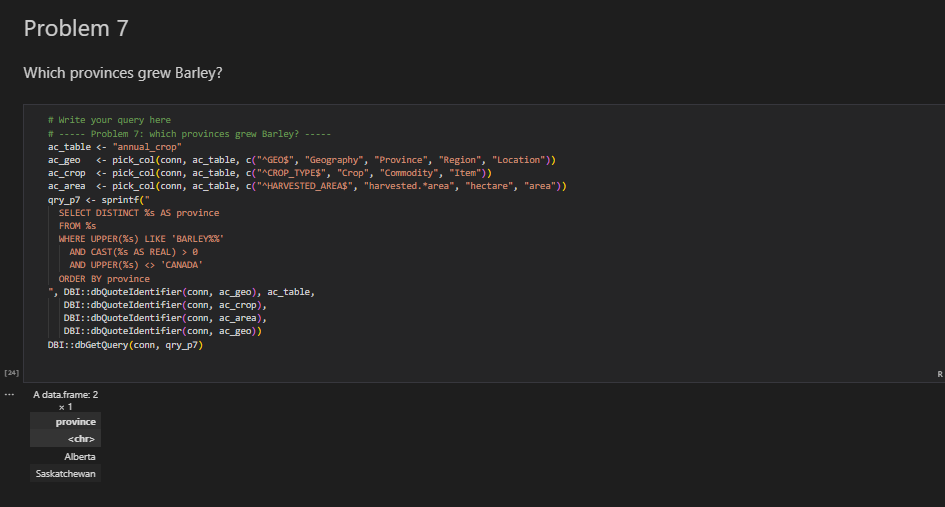 Problem 7
Which provinces grew Barley?
# Write your query here
# ----- Problem 7: which provinces grew Barley? -----
ac_table <- "annual_crop"
ac_geo   <- pick_col(conn, ac_table, c("^GEO$", "Geography", "Province", "Region", "Location"))
ac_crop  <- pick_col(conn, ac_table, c("^CROP_TYPE$", "Crop", "Commodity", "Item"))
ac_area  <- pick_col(conn, ac_table, c("^HARVESTED_AREA$", "harvested.*area", "hectare", "area"))
qry_p7 <- sprintf("
  SELECT DISTINCT %s AS province
  FROM %s
  WHERE UPPER(%s) LIKE 'BARLEY%%'
    AND CAST(%s AS REAL) > 0
    AND UPPER(%s) <> 'CANADA'
  ORDER BY province
", DBI::dbQuoteIdentifier(conn, ac_geo), ac_table,
   DBI::dbQuoteIdentifier(conn, ac_crop),
   DBI::dbQuoteIdentifier(conn, ac_area),
   DBI::dbQuoteIdentifier(conn, ac_geo))
DBI::dbGetQuery(conn, qry_p7)
[24]
R
...
A data.frame: 2
× 1
province
<chr>
Alberta
Saskatchewan